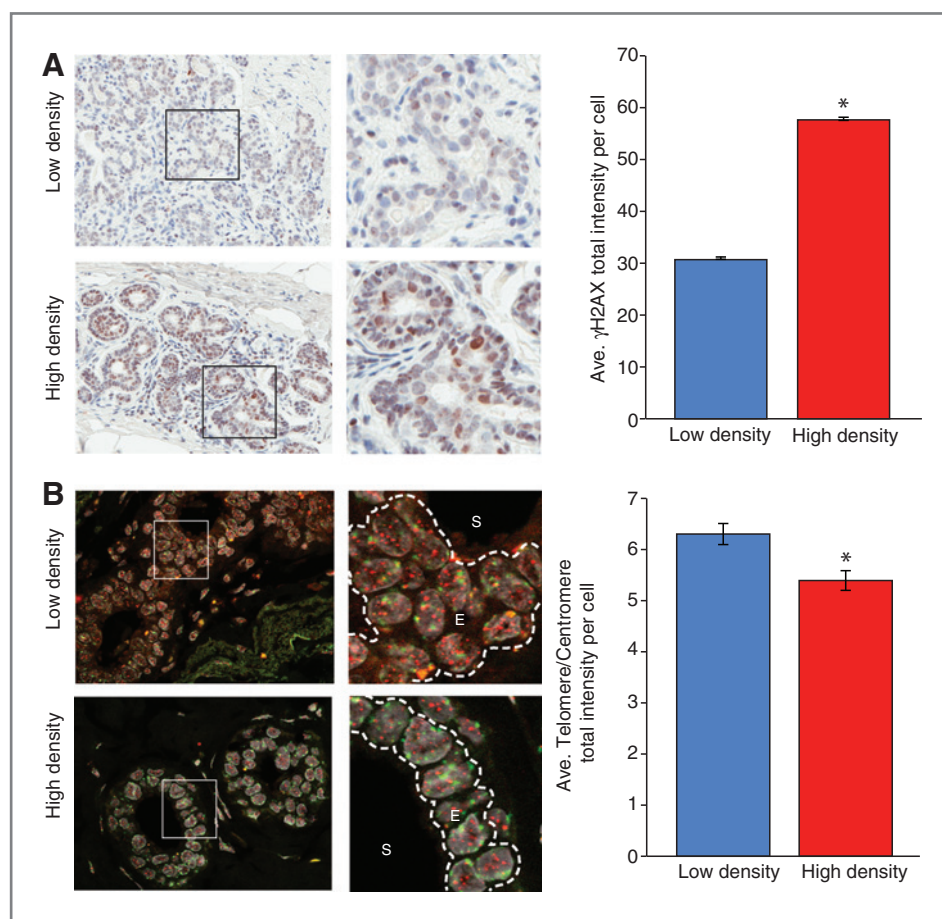 A
Low density
High density
Ave. γH2AX total intensity per cell
70
60
50
40
30
20
10
0
*
Low density
High density
B
Low density
High density
S
E
S
E
Ave. Telomere/Centromere
total intensity per cell
7
6
5
4
3
2
1
0
*
Low density
High density